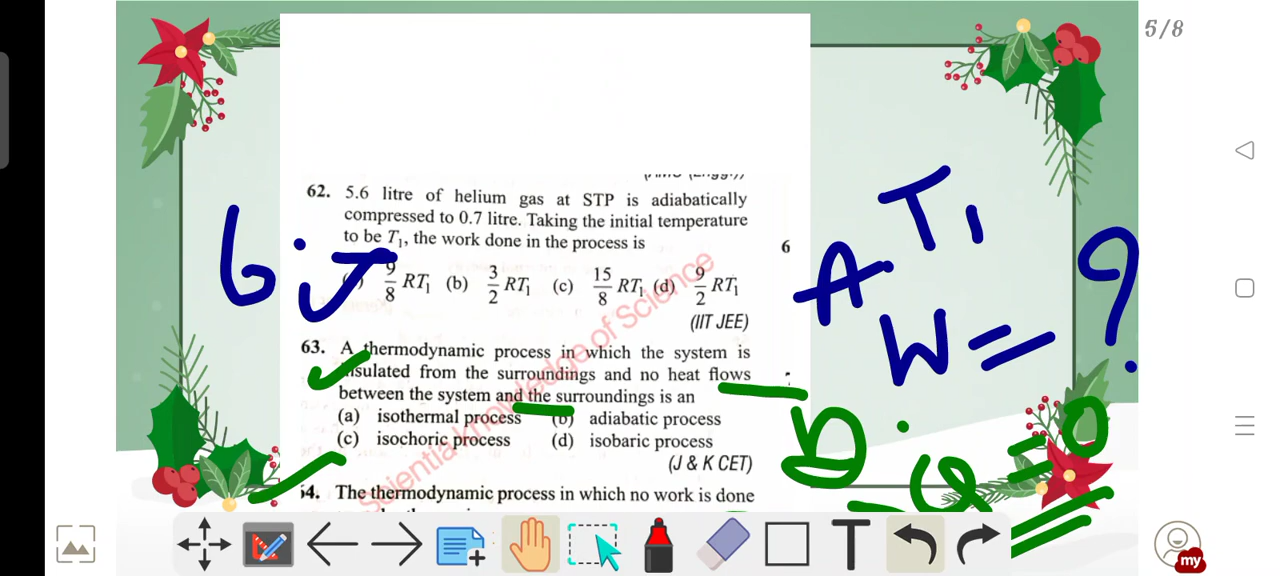 5/8
62. 5.6 litre of helium gas at STP is adiabatically
compressed to 0.7 litre. Taking the initial temperature
to be T₁, the work done in the process is
9/8 RT₁ (b) 3/2 RT₁ (c) 15/8 RT₁ (d) 9/2 RT₁
(IIT JEE)
63. A thermodynamic process in which the system is
insulated from the surroundings and no heat flows
between the system and the surroundings is an
(a) isothermal process (b) adiabatic process
(c) isochoric process (d) isobaric process
(J & K CET)
54. The thermodynamic process in which no work is done
6
Scientia Knowledge of Science
T₁
A.
W = ?
D.
Q = 0
T
my